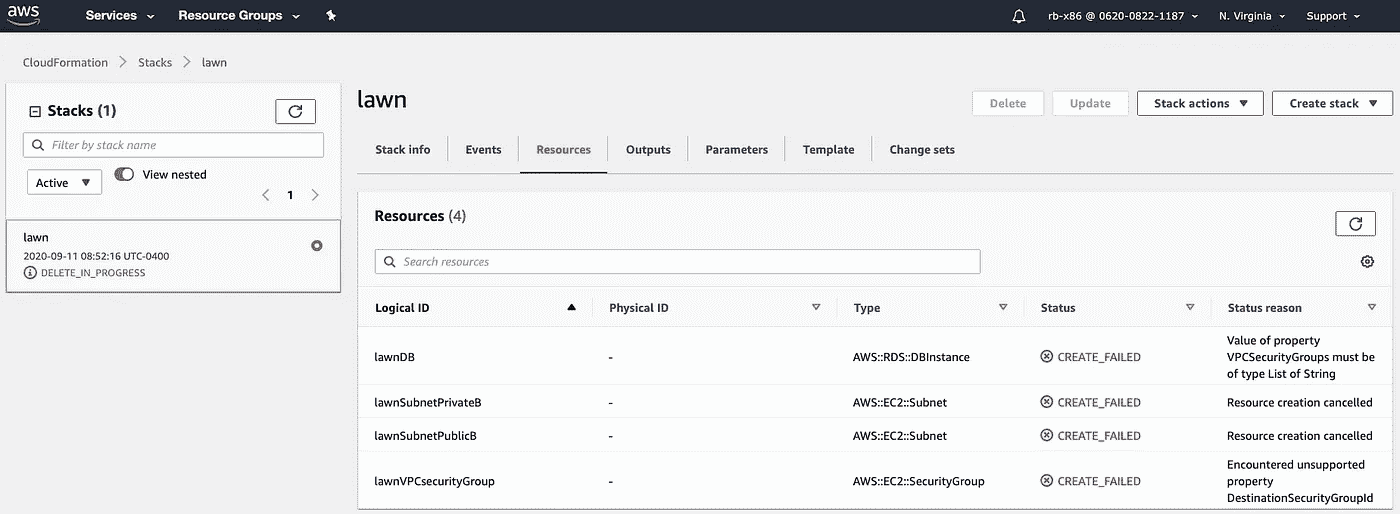 aws
Services
Resource Groups
rb-x86 @ 0620-0822-1187
N. Virginia
Support
CloudFormation
Stacks
lawn
Stacks (1)
Filter by stack name
Active
View nested
1
lawn
2020-09-11 08:52:16 UTC-0400
DELETE_IN_PROGRESS
lawn
Delete
Update
Stack actions
Create stack
Stack info
Events
Resources
Outputs
Parameters
Template
Change sets
Resources (4)
Search resources
Logical ID
Physical ID
Type
Status
Status reason
lawnDB
-
AWS::RDS::DBInstance
CREATE_FAILED
Value of property
VPCSecurityGroups must be
of type List of String
lawnSubnetPrivateB
-
AWS::EC2::Subnet
CREATE_FAILED
Resource creation cancelled
lawnSubnetPublicB
-
AWS::EC2::Subnet
CREATE_FAILED
Resource creation cancelled
lawnVPCsecurityGroup
-
AWS::EC2::SecurityGroup
CREATE_FAILED
Encountered unsupported
property
DestinationSecurityGroupId